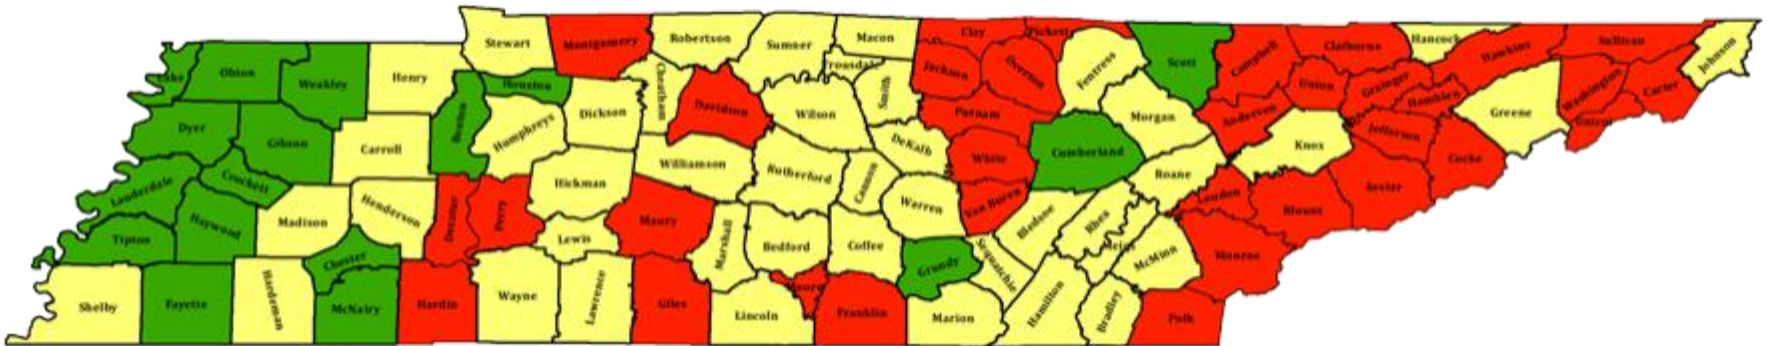 Stewart
Montgomery
Robertson
Sumner
Macon
Clay
Pickett
Trousdale
Lake
Obion
Weakley
Henry
Houston
Cheatham
Davidson
Smith
Jackson
Overton
Fentress
Scott
Campbell
Claiborne
Hancock
Hawkins
Sullivan
Johnson
Union
Grainger
Hamblen
Greene
Washington
Carter
Unicoi
Dyer
Gibson
Carroll
Benton
Humphreys
Dickson
Wilson
Putnam
Morgan
Anderson
Knox
Jefferson
Cocke
Lauderdale
Crockett
Williamson
Rutherford
Cannon
DeKalb
White
Cumberland
Roane
Loudon
Blount
Sevier
Tipton
Haywood
Madison
Henderson
Decatur
Perry
Hickman
Lewis
Maury
Marshall
Bedford
Coffee
Warren
Van Buren
Bledsoe
Rhea
Meigs
McMinn
Monroe
Shelby
Fayette
Hardeman
Chester
McNairy
Hardin
Wayne
Lawrence
Giles
Lincoln
Moore
Franklin
Grundy
Sequatchie
Marion
Hamilton
Bradley
Polk